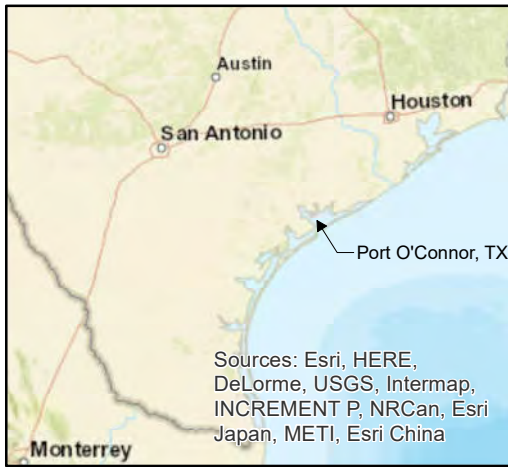 Austin
Houston
San Antonio
Port O'Connor, TX
Sources: Esri, HERE,
DeLorme, USGS, Intermap,
INCREMENT P, NRCan, Esri
Japan, METI, Esri China
Monterrey